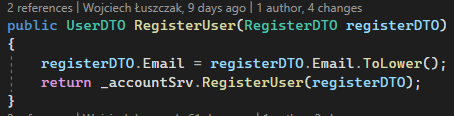 2 references | Wojciech Łuszczak, 9 days ago | 1 author, 4 changes
public UserDTO RegisterUser(RegisterDTO registerDTO)
{
registerDTO.Email = registerDTO.Email.ToLower();
return _accountSrv.RegisterUser(registerDTO);
}